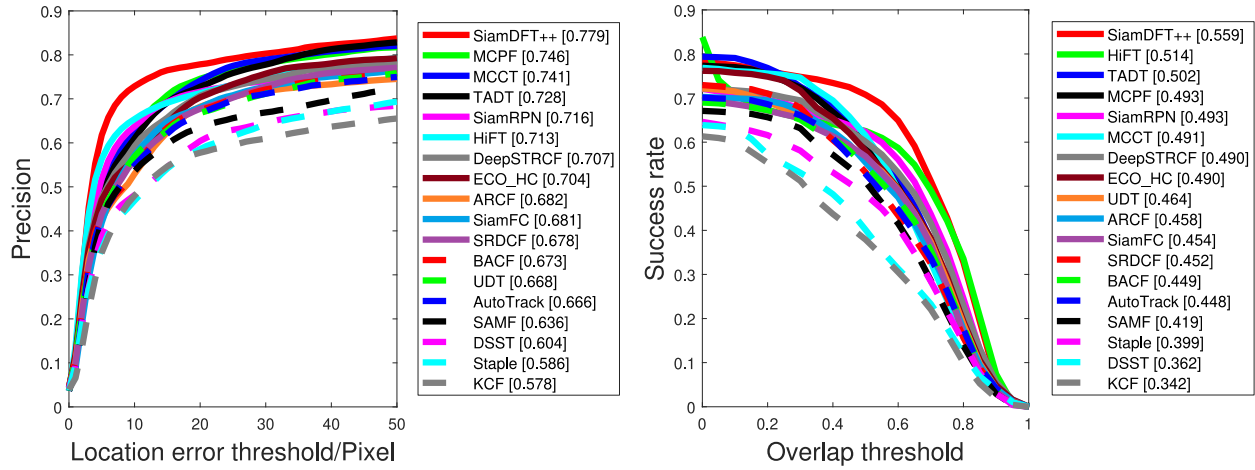 0.9
0.8
0.7
0.6
0.5
0.4
0.3
0.2
0.1
0
0 10 20 30 40 50
Precision
Location error threshold/Pixel
SiamDFT++ [0.779]
MCPF [0.746]
MCCT [0.741]
TADT [0.728]
SiamRPN [0.716]
HiFT [0.713]
DeepSTRCF [0.707]
ECO_HC [0.704]
ARCF [0.682]
SiamFC [0.681]
SRDCF [0.678]
BACF [0.673]
UDT [0.668]
AutoTrack [0.666]
SAMF [0.636]
DSST [0.604]
Staple [0.586]
KCF [0.578]
0.9
0.8
0.7
0.6
0.5
0.4
0.3
0.2
0.1
0
0 0.2 0.4 0.6 0.8 1
Success rate
Overlap threshold
SiamDFT++ [0.559]
HiFT [0.514]
TADT [0.502]
MCPF [0.493]
SiamRPN [0.493]
MCCT [0.491]
DeepSTRCF [0.490]
ECO_HC [0.490]
UDT [0.464]
ARCF [0.458]
SiamFC [0.454]
SRDCF [0.452]
BACF [0.449]
AutoTrack [0.448]
SAMF [0.419]
Staple [0.399]
DSST [0.362]
KCF [0.342]